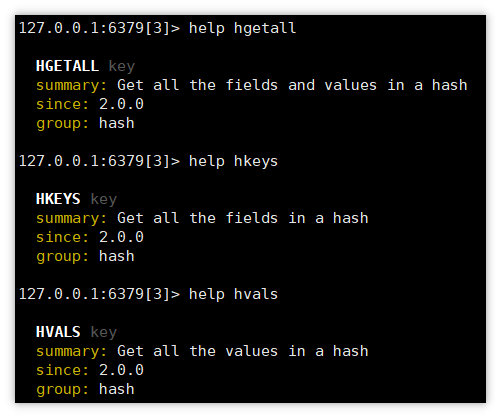 127.0.0.1:6379[3]> help hgetall
HGETALL key
summary: Get all the fields and values in a hash
since: 2.0.0
group: hash
127.0.0.1:6379[3]> help hkeys
HKEYS key
summary: Get all the fields in a hash
since: 2.0.0
group: hash
127.0.0.1:6379[3]> help hvals
HVALS key
summary: Get all the values in a hash
since: 2.0.0
group: hash